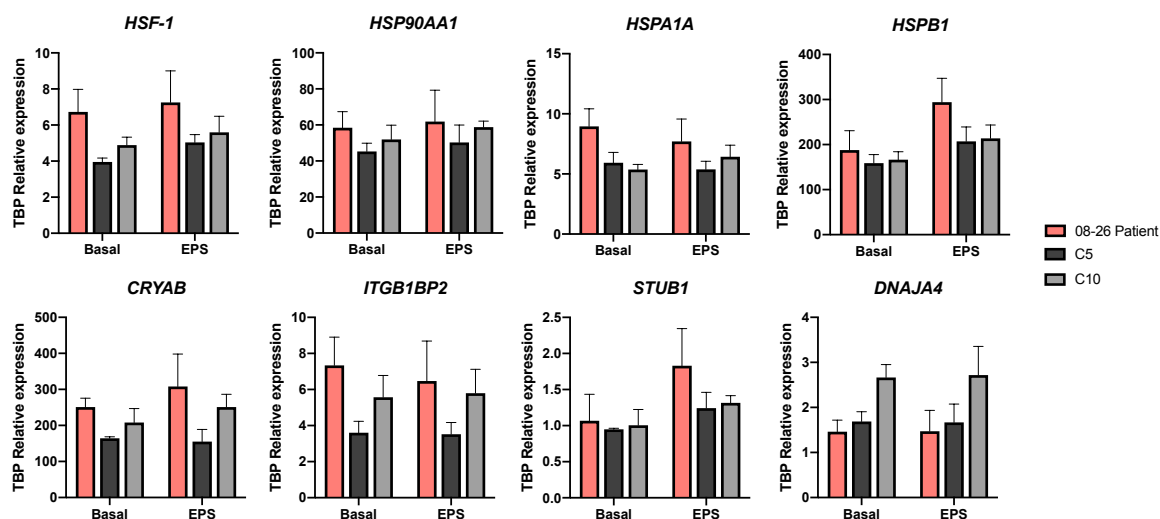 HSF-1
HSP90AA1
HSPA1A
HSPB1
TBP Relative expression
10
8
6
4
2
0
Basal
EPS
TBP Relative expression
100
80
60
40
20
0
Basal
EPS
TBP Relative expression
15
10
5
0
Basal
EPS
TBP Relative expression
400
300
200
100
0
Basal
EPS
08-26 Patient
C5
C10
CRYAB
ITGB1BP2
STUB1
DNAJA4
TBP Relative expression
500
400
300
200
100
0
Basal
EPS
TBP Relative expression
10
8
6
4
2
0
Basal
EPS
TBP Relative expression
2.5
2.0
1.5
1.0
0.5
0.0
Basal
EPS
TBP Relative expression
4
3
2
1
0
Basal
EPS